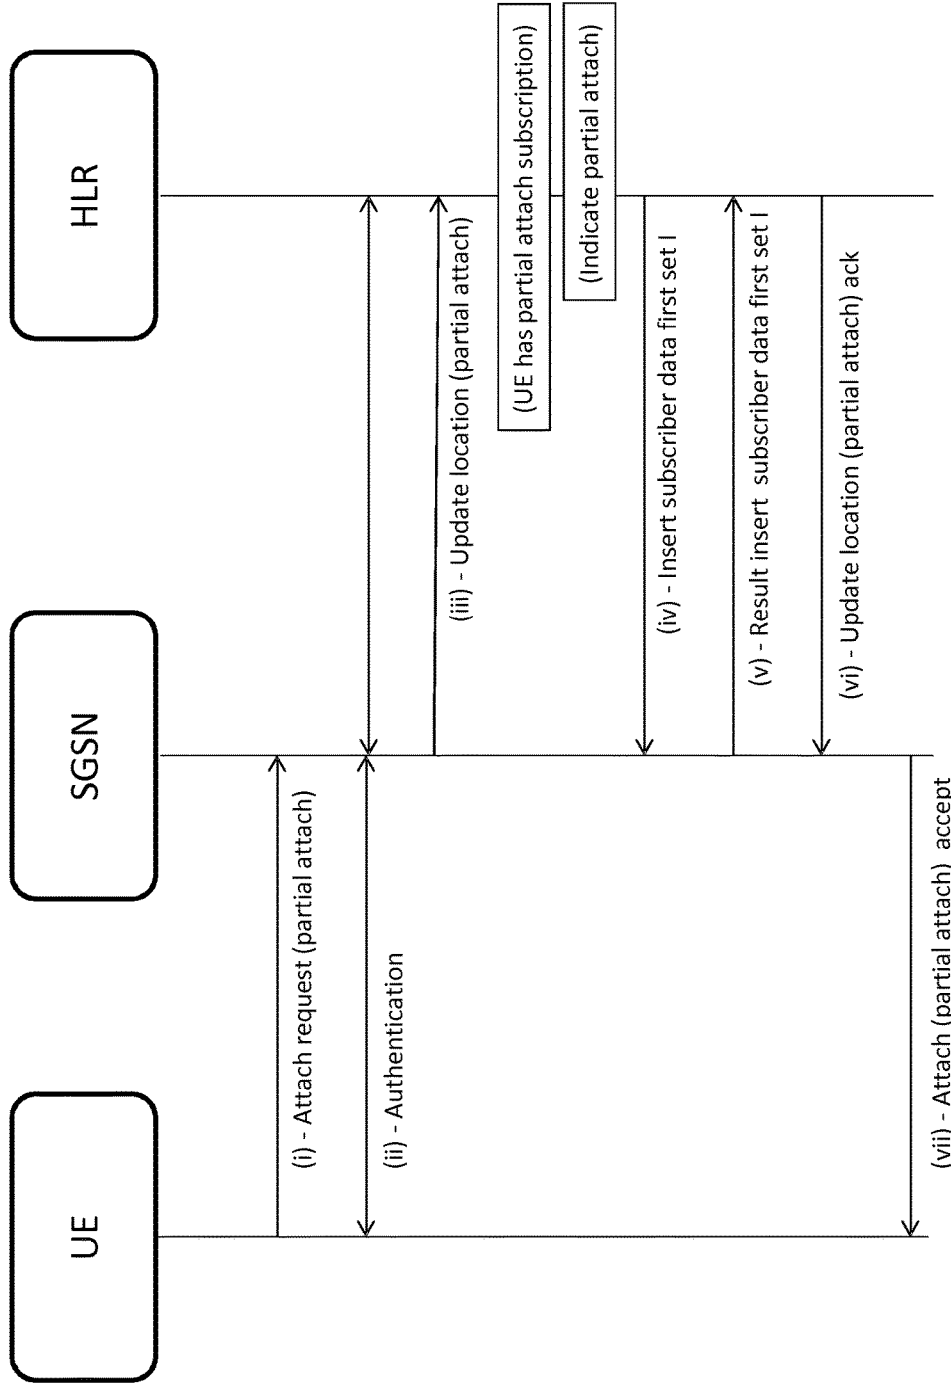 UE
SGSN
HLR
(i) - Attach request (partial attach)
(ii) - Authentication
(iii) - Update location (partial attach)
(UE has partial attach subscription)
(Indicate partial attach)
(iv) - Insert subscriber data first set I
(v) - Result insert subscriber data first set I
(vi) - Update location (partial attach) ack
(vii) - Attach (partial attach) accept